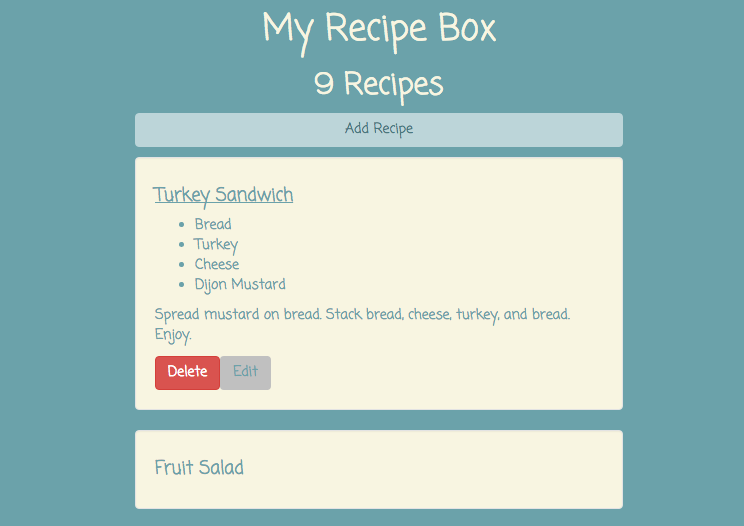 My Recipe Box
9 Recipes
Add Recipe
Turkey Sandwich
Bread
Turkey
Cheese
Dijon Mustard
Spread mustard on bread. Stack bread, cheese, turkey, and bread.
Enjoy.
Delete Edit
Fruit Salad